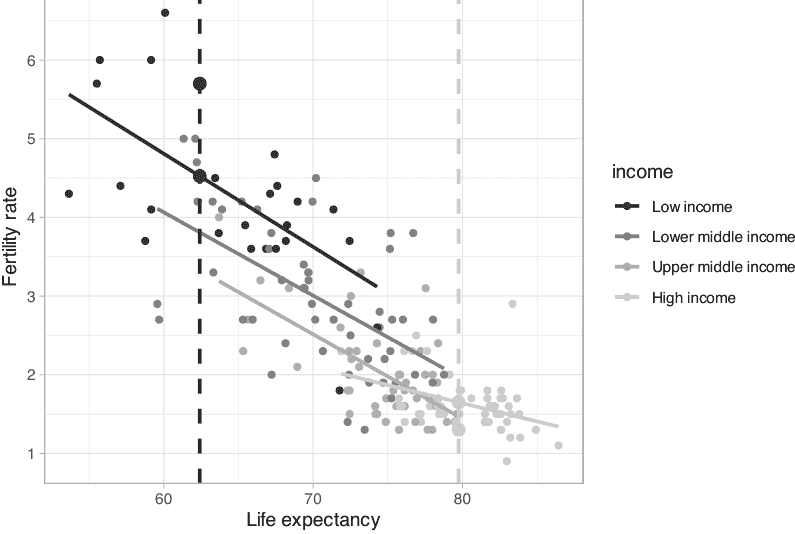 6
5
4
3
2
1
Fertility rate
60
70
80
Life expectancy
income
Low income
Lower middle income
Upper middle income
High income